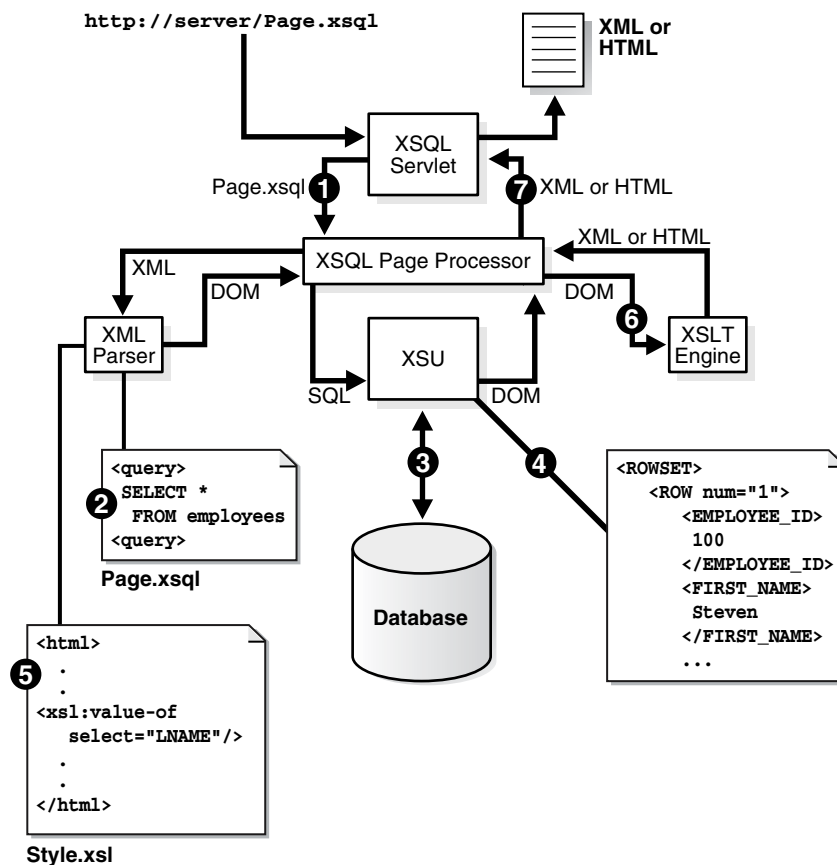 http://server/Page.xsql
XML or
HTML
XSQL
Servlet
Page.xsql
1
7
XML or HTML
XSQL Page Processor
XML or HTML
XML
DOM
DOM
6
XML
Parser
XSU
XSLT
Engine
SQL
DOM
3
4
2
<query>
SELECT *
FROM employees
<query>
Page.xsql
Database
<ROWSET>
<ROW num="1">
<EMPLOYEE_ID>
100
</EMPLOYEE_ID>
<FIRST_NAME>
Steven
</FIRST_NAME>
...
5
<html>
.
.
<xsl:value-of
select="LNAME"/>
.
.
</html>
Style.xsl